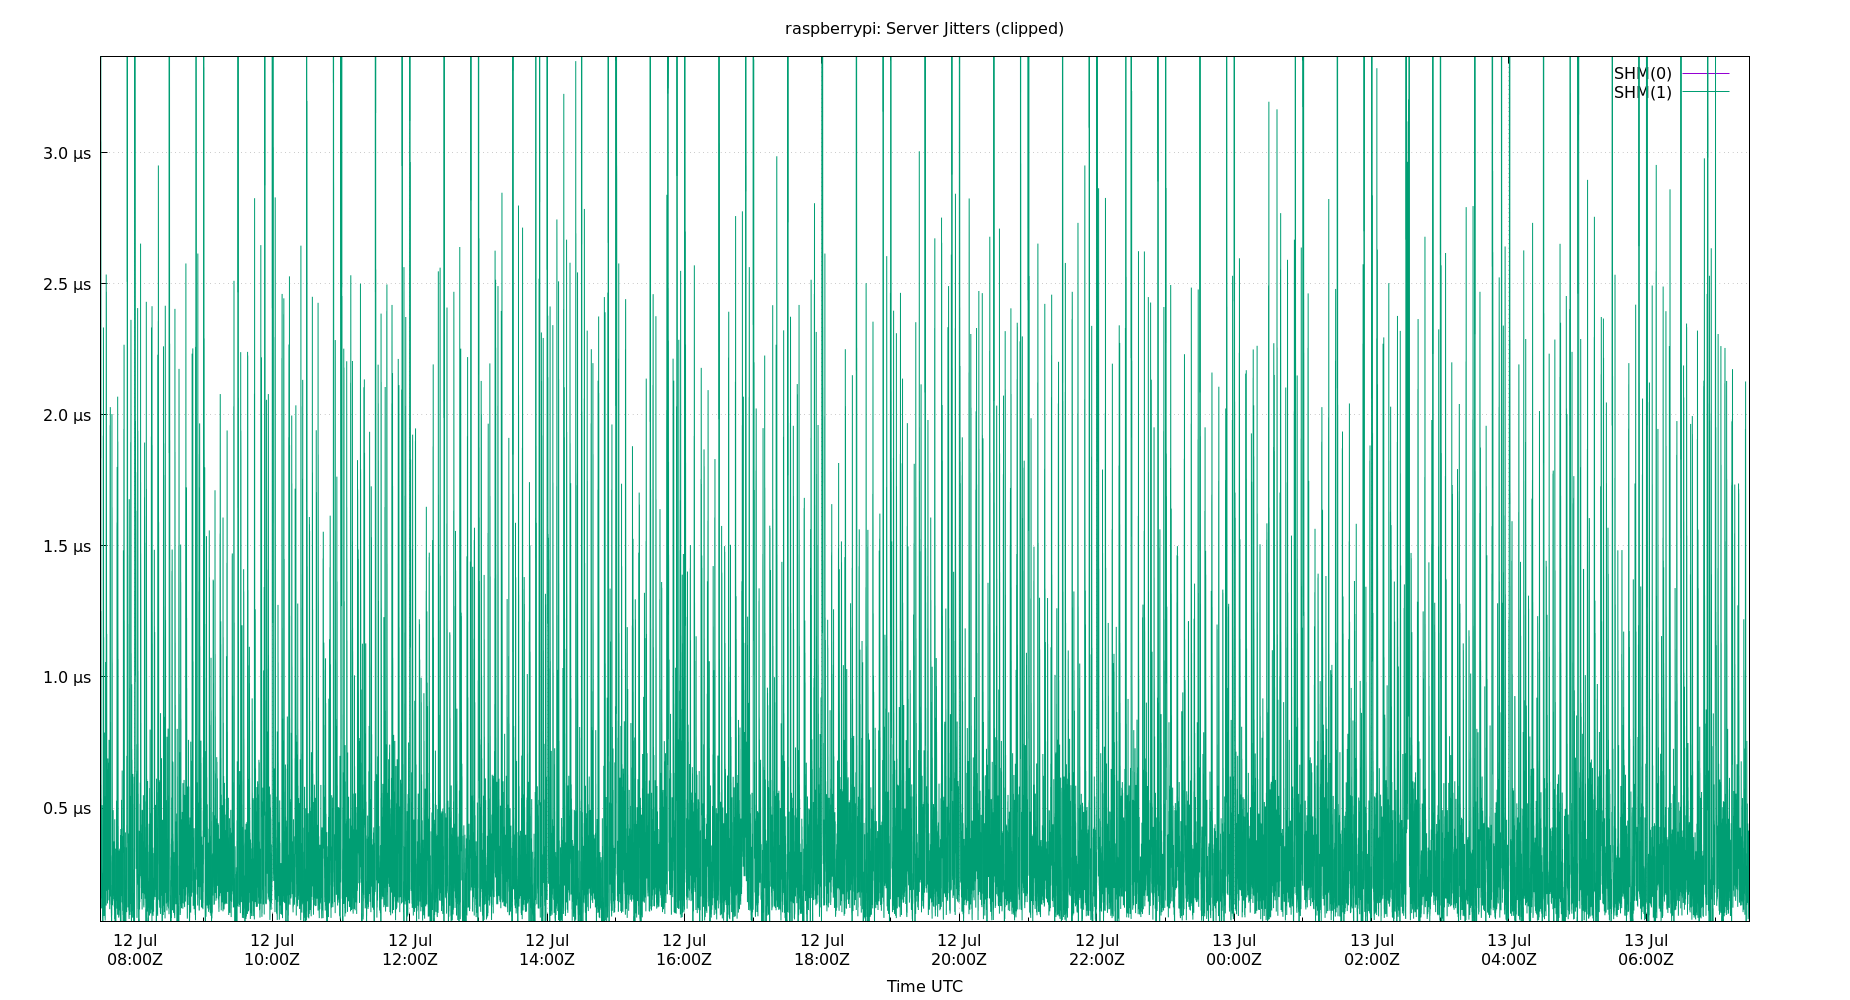 raspberrypi: Server Jitters (clipped)
SHM(0)
SHM(1)
3.0 µs
2.5 µs
2.0 µs
1.5 µs
1.0 µs
0.5 µs
12 Jul 12 Jul 12 Jul 12 Jul 12 Jul 12 Jul 12 Jul 12 Jul 13 Jul 13 Jul 13 Jul 13 Jul
08:00Z 10:00Z 12:00Z 14:00Z 16:00Z 18:00Z 20:00Z 22:00Z 00:00Z 02:00Z 04:00Z 06:00Z
Time UTC